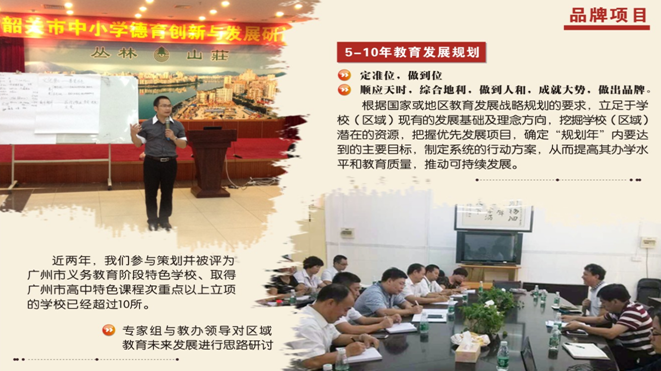 韶关市中小学德育创新与发展研
丛林 山莊
品牌项目
5-10年教育发展规划
定准位，做到位
顺应天时，综合地利，做到人和，成就大势，做出品牌。
根据国家或地区教育发展战略规划的要求，立足于学
校（区域）现有的发展基础及理念方向，挖掘学校（区域）
潜在的资源，把握优先发展项目，确定“规划年”内要达
到的主要目标，制定系统的行动方案，从而提高其办学水
平和教育质量，推动可持续发展。
近两年，我们参与策划并被评为
广州市义务教育阶段特色学校、取得
广州市高中特色课程次重点以上立项
的学校已经超过10所。
专家组与教办领导对区域
教育未来发展进行思路研讨